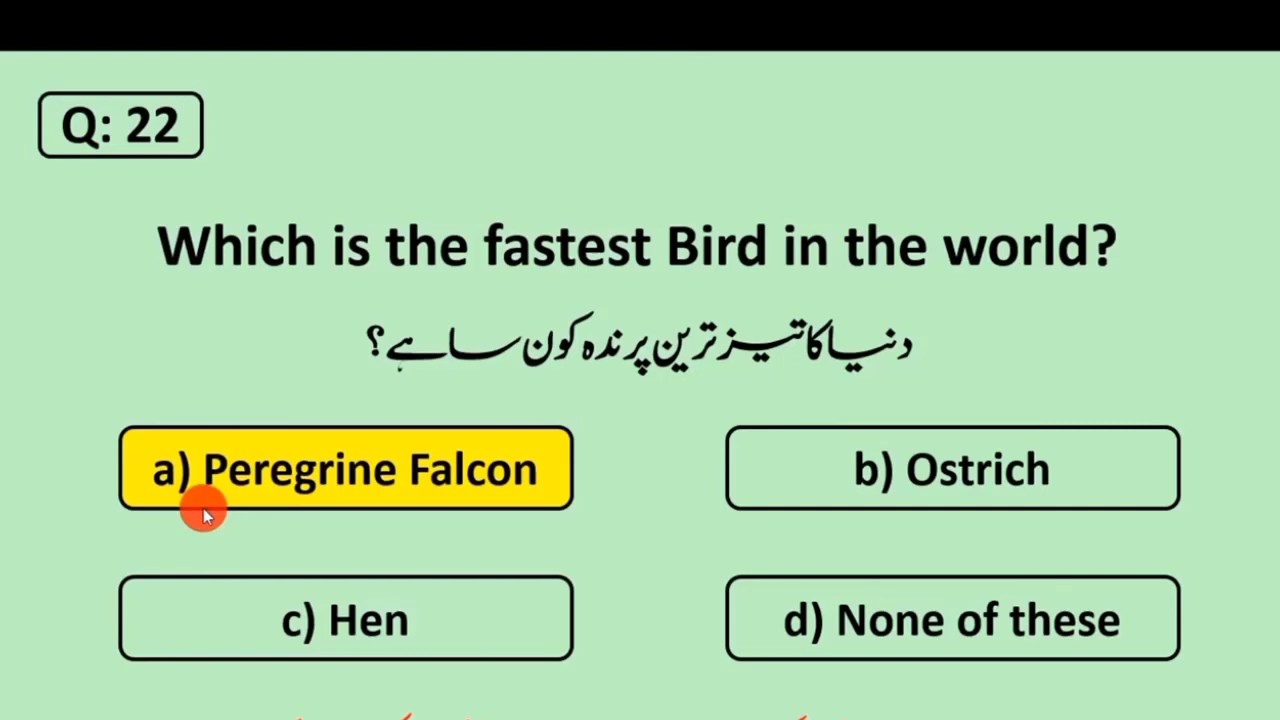 Q: 22
Which is the fastest Bird in the world?
دنیا کا تیز ترین پرندہ کون سا ہے؟
a) Peregrine Falcon
b) Ostrich
c) Hen
d) None of these